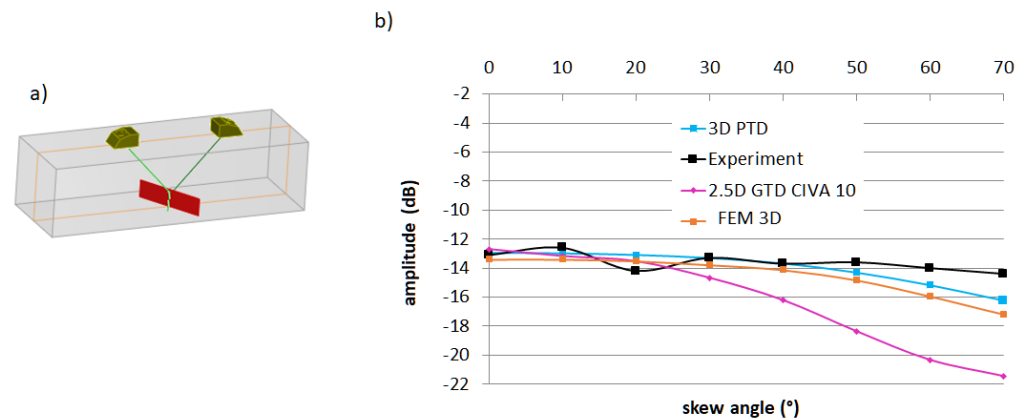 b)
a)
0 10 20 30 40 50 60 70
-2
-4
-6
-8
-10
-12
-14
-16
-18
-20
-22
amplitude (dB)
3D PTD
Experiment
2.5D GTD CIVA 10
FEM 3D
skew angle (°)